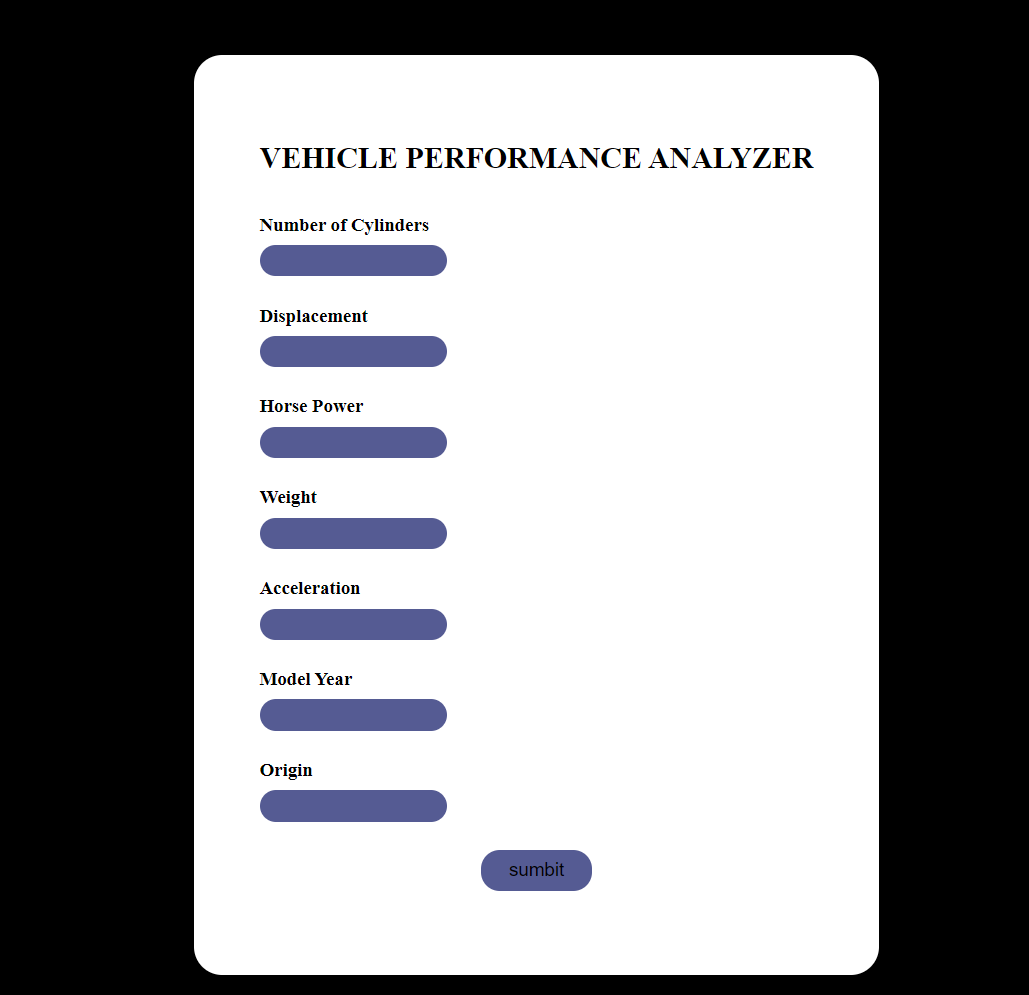 VEHICLE PERFORMANCE ANALYZER
Number of Cylinders
Displacement
Horse Power
Weight
Acceleration
Model Year
Origin
sumbit